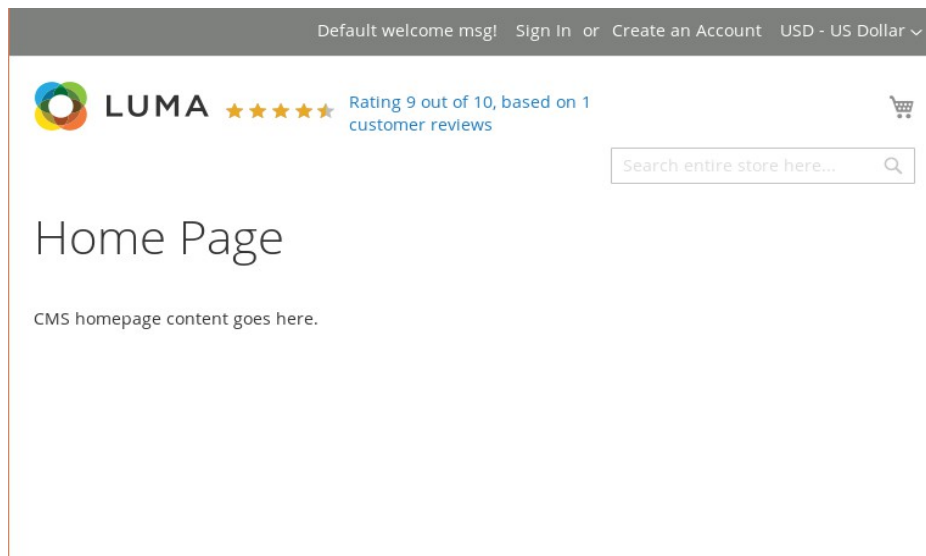 Default welcome msg! Sign In or Create an Account USD - US Dollar
LUMA
Rating 9 out of 10, based on 1
customer reviews
Search entire store here...
Home Page
CMS homepage content goes here.